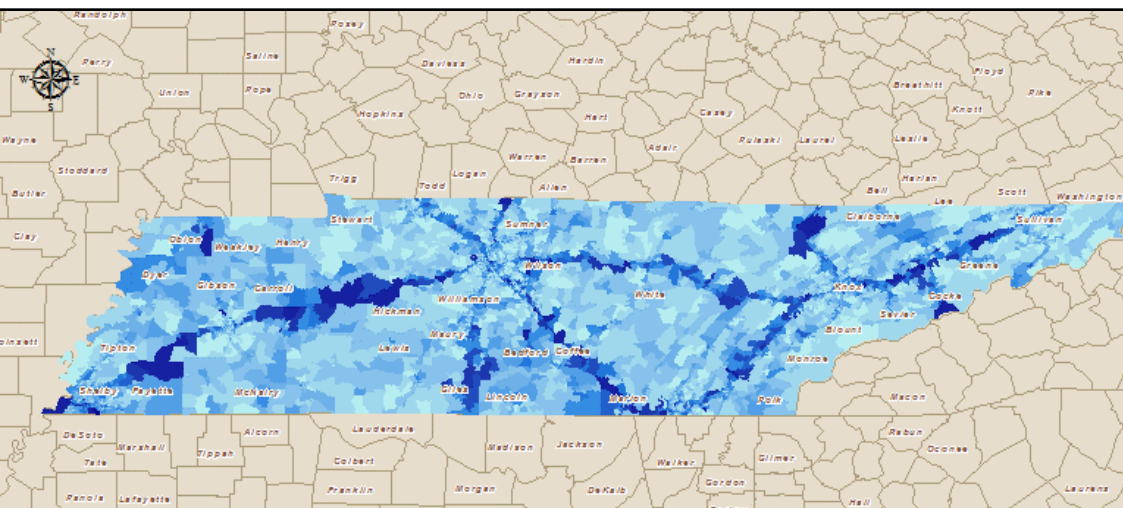 Randolph
Posey
N
Perry
Saline
Daviess
Hardin
W
E
Floyd
S
Union
Pope
Ohio
Grayson
Breathitt
Pike
Hopkins
Hart
Casey
Knott
Wayne
Pulaski
Laurel
Leslie
Adair
Stoddard
Warren
Barren
Logan
Trigg
Todd
Allen
Harlan
Butler
Bell
Scott
Lee
Washington
Stewart
Sumner
Claiborne
Sullivan
Clay
Obion
Weakley
Henry
Dyer
Wilson
Greene
Gibson
Carroll
Knox
Williamson
White
Cocke
Hickman
Sevier
Maury
Blount
Tipton
Lewis
Bedford
Coffee
Monroe
Shelby
Fayette
McNairy
Giles
Lincoln
Marion
Polk
Macon
DeSoto
Marshall
Alcorn
Lauderdale
Rabun
Tippah
Madison
Jackson
Oconee
Tate
Colbert
Walker
Gilmer
Panola
Lafayette
Franklin
Morgan
DeKalb
Gordon
Laurens
Hall